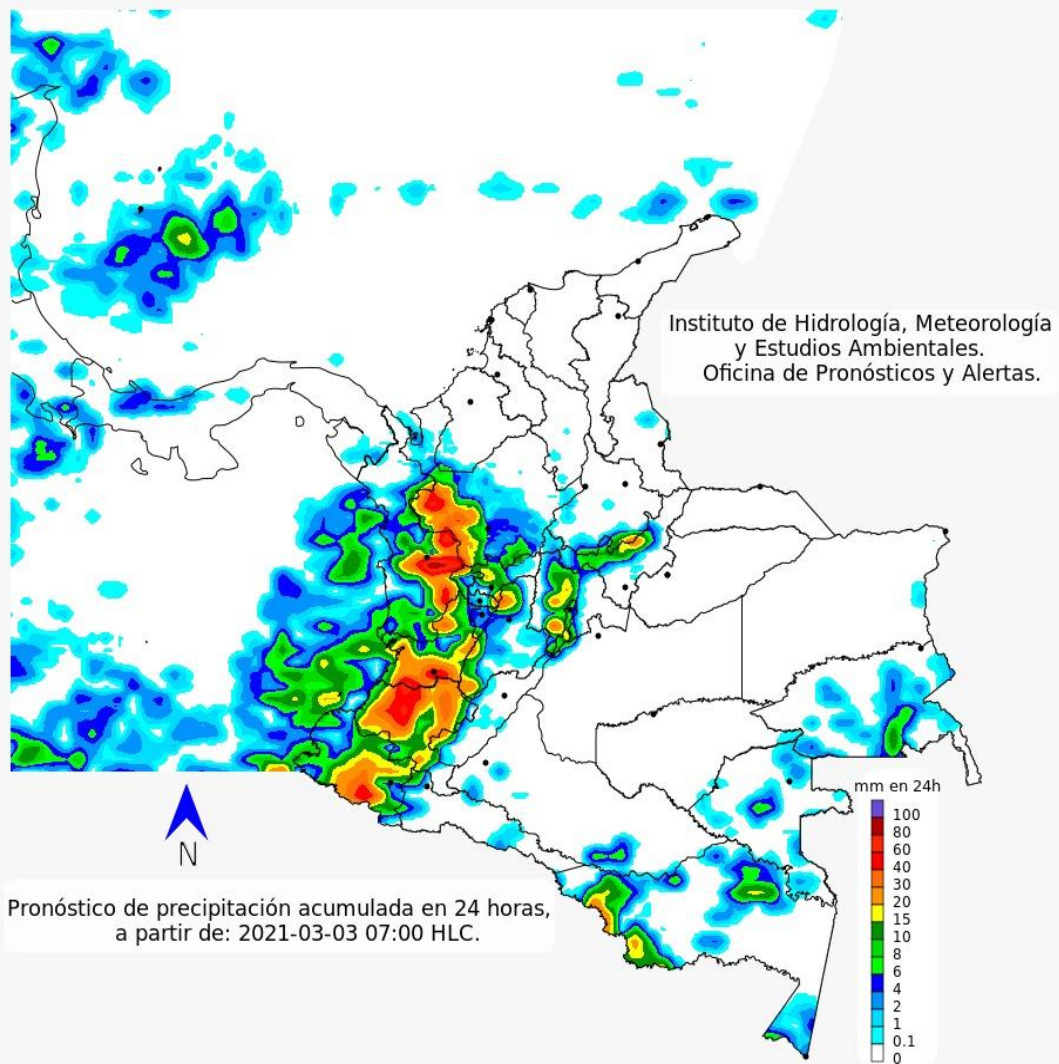 Instituto de Hidrología, Meteorología
y Estudios Ambientales.
Oficina de Pronósticos y Alertas.
mm en 24h
100
80
60
40
30
20
15
10
8
6
4
2
1
0.1
0
N
Pronóstico de precipitación acumulada en 24 horas,
a partir de: 2021-03-03 07:00 HLC.